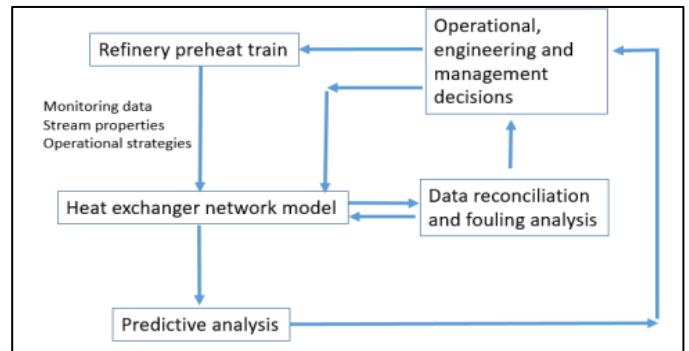 Refinery preheat train
Operational,
engineering and
management
decisions
Monitoring data
Stream properties
Operational strategies
Heat exchanger network model
Data reconciliation
and fouling analysis
Predictive analysis